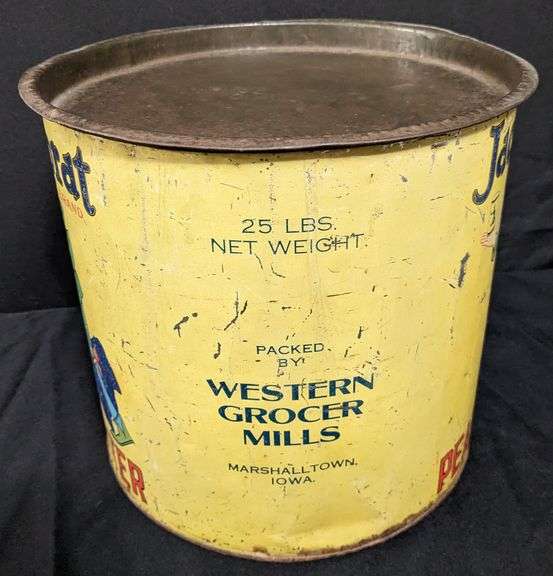 25 LBS.
NET WEIGHT.
PACKED
BY
WESTERN
GROCER
MILLS
MARSHALLTOWN,
IOWA.